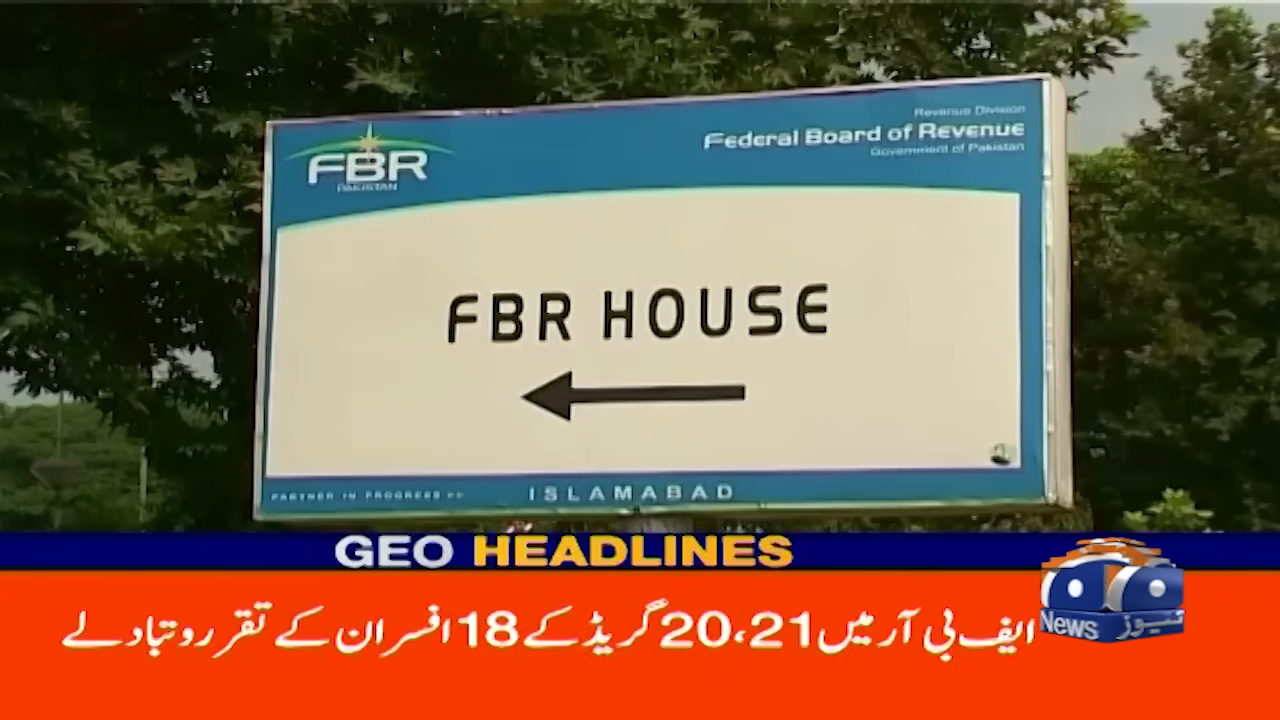 Revenue Division
FBR
PAKISTAN
Federal Board of Revenue
Government of Pakistan
FBR HOUSE
PARTNER IN PROGRESS >>
ISLAMABAD
GEO HEADLINES
ایف بی آر میں 20،21 گریڈ کے 18 افسران کے تقرر و تبادلے
News نیوز